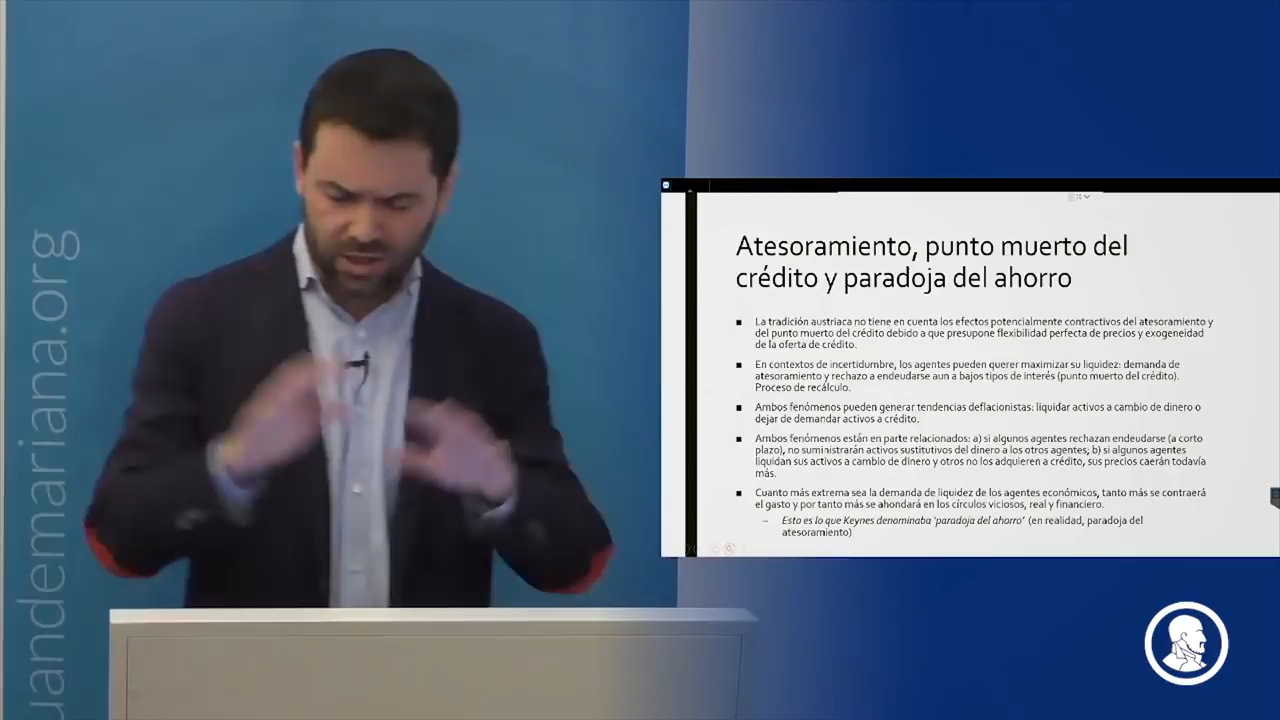 uandemariana.org
Atesoramiento, punto muerto del
crédito y paradoja del ahorro
La tradición austriaca no tiene en cuenta los efectos potencialmente contractivos del atesoramiento y
del punto muerto del crédito debido a que presupone flexibilidad perfecta de precios y exogeneidad
de la oferta de crédito.
En contextos de incertidumbre, los agentes pueden querer maximizar su liquidez: demanda de
atesoramiento y rechazo a endeudarse aun a bajos tipos de interés (punto muerto del crédito).
Proceso de recálculo.
Ambos fenómenos pueden generar tendencias deflacionistas: liquidar activos a cambio de dinero o
dejar de demandar activos a crédito.
Ambos fenómenos están en parte relacionados: a) si algunos agentes rechazan endeudarse (a corto
plazo), no suministrarán activos sustitutivos del dinero a los otros agentes; b) si algunos agentes
liquidan sus activos a cambio de dinero y otros no los adquieren a crédito, sus precios caerán todavía
más.
Cuanto más extrema sea la demanda de liquidez de los agentes económicos, tanto más se contraerá
el gasto y por tanto más se ahondará en los círculos viciosos, real y financiero.
– Esto es lo que Keynes denominaba 'paradoja del ahorro' (en realidad, paradoja del
atesoramiento)